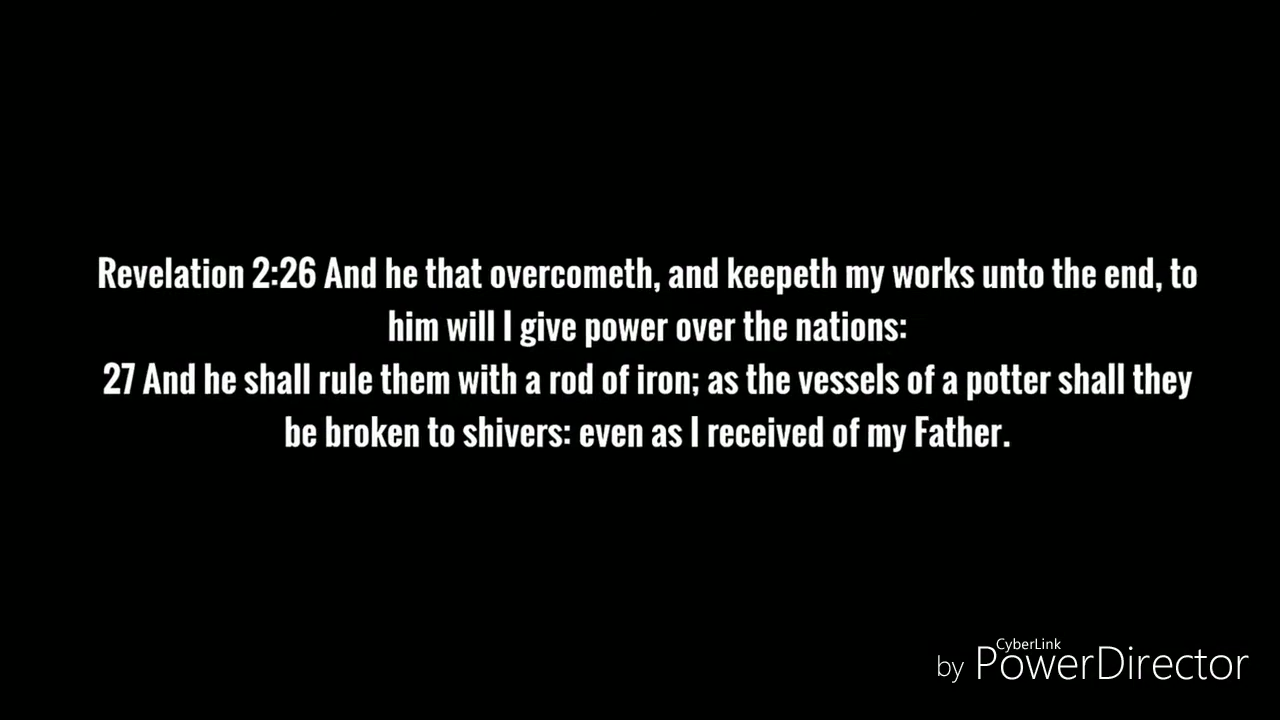 Revelation 2:26 And he that overcometh, and keepeth my works unto the end, to
him will I give power over the nations:
27 And he shall rule them with a rod of iron; as the vessels of a potter shall they
be broken to shivers: even as I received of my Father.
CyberLink
by PowerDirector